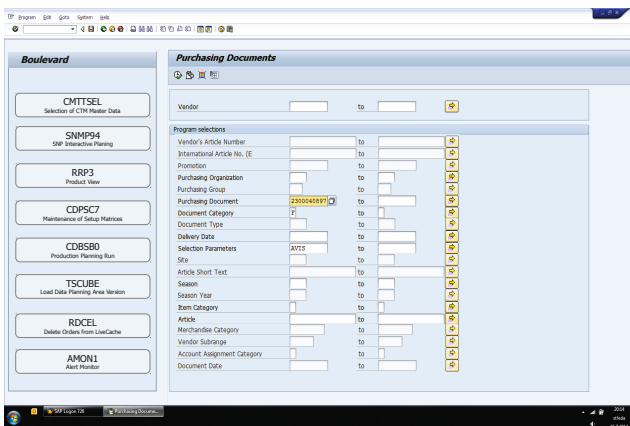 Program Edit Goto System Help
Boulevard
Purchasing Documents
CMTTSEL
Selection of CTM Master Data
SNMP94
SNP Interactive Planing
RRP3
Product View
CDPSC7
Maintenance of Setup Matrices
CDBSB0
Production Planning Run
TSCUBE
Load Data Planning Area Version
RDCEL
Delete Orders from LiveCache
AMON1
Alert Monitor
Vendor to
Program selections
Vendor's Article Number to
International Article No. (E to
Promotion to
Purchasing Organization to
Purchasing Group to
Purchasing Document 2300040897 to
Document Category F to
Document Type to
Delivery Date to
Selection Parameters AVIS to
Site to
Article Short Text to
Season to
Season Year to
Item Category to
Article to
Merchandise Category to
Vendor Subrange to
Account Assignment Category to
Document Date to
SAP Logon 720
Purchasing Docume...
20:14
středa